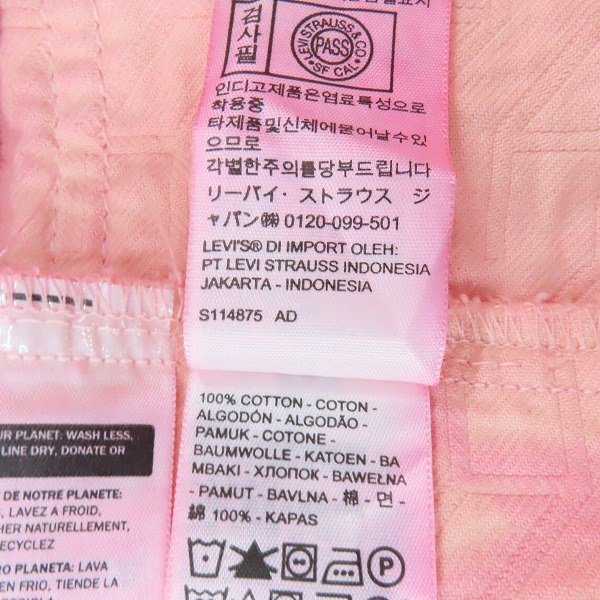 검사필
LEVI STRAUSS & CO
PASS
SF CAL.
인디고제품은염료특성으로
착용중
타제품및신체에묻어날수있
으므로
각별한주의를당부드립니다
リーバイ・ストラウス ジ
ャパン㈱ 0120-099-501
LEVI'S® DI IMPORT OLEH:
PT LEVI STRAUSS INDONESIA
JAKARTA - INDONESIA
S114875 AD
100% COTTON - COTON -
ALGODÓN - ALGODÃO -
PAMUK - COTONE -
BAUMWOLLE - KATOEN - BA
MBAKI - ХЛОПОК - BAWEŁNA
- PAMUT - BAVLNA - 棉 - 면 -
綿 100% - KAPAS
UR PLANET: WASH LESS,
LINE DRY, DONATE OR
DE NOTRE PLANETE:
, LAVEZ A FROID,
HER NATURELLEMENT,
ECYCLEZ
RO PLANETA: LAVA
EN FRIO, TIENDE LA